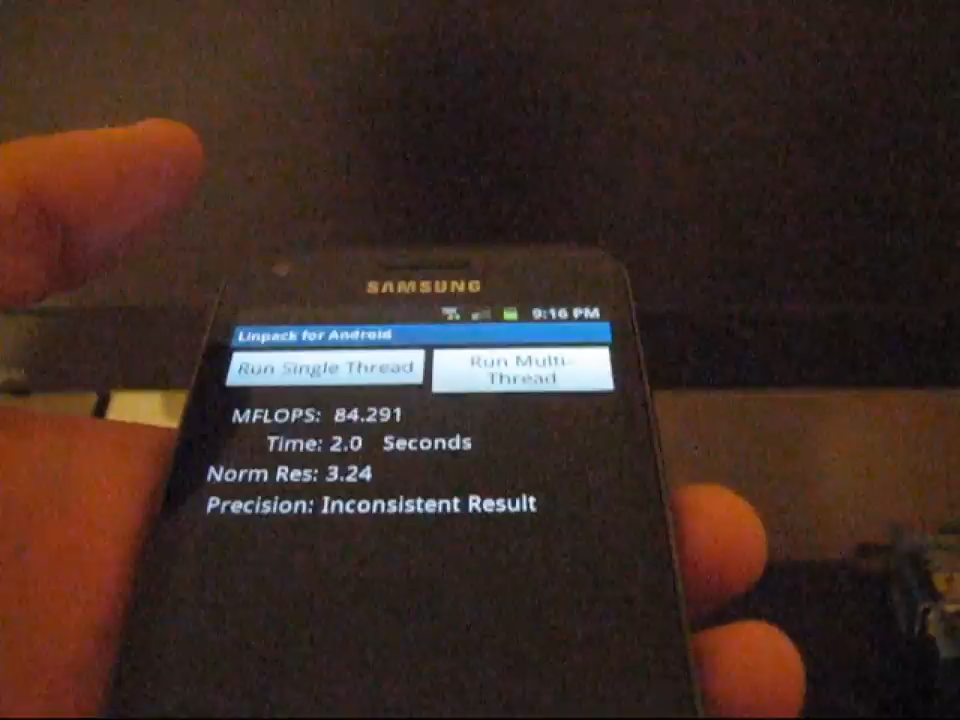 SAMSUNG
9:16 PM
Linpack for Android
Run Single Thread
Run Multi-
Thread
MFLOPS: 84.291
Time: 2.0 Seconds
Norm Res: 3.24
Precision: Inconsistent Result